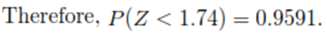 Therefore, P(Z < 1.74) = 0.9591.